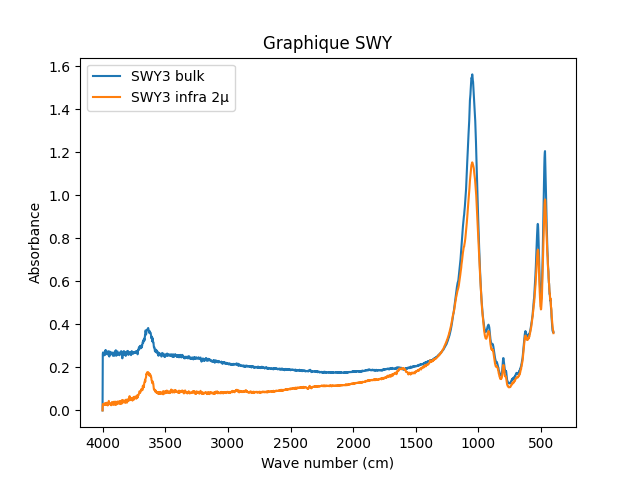 Graphique SWY
SWY3 bulk
SWY3 infra 2μ
Absorbance
1.6
1.4
1.2
1.0
0.8
0.6
0.4
0.2
0.0
4000 3500 3000 2500 2000 1500 1000 500
Wave number (cm)